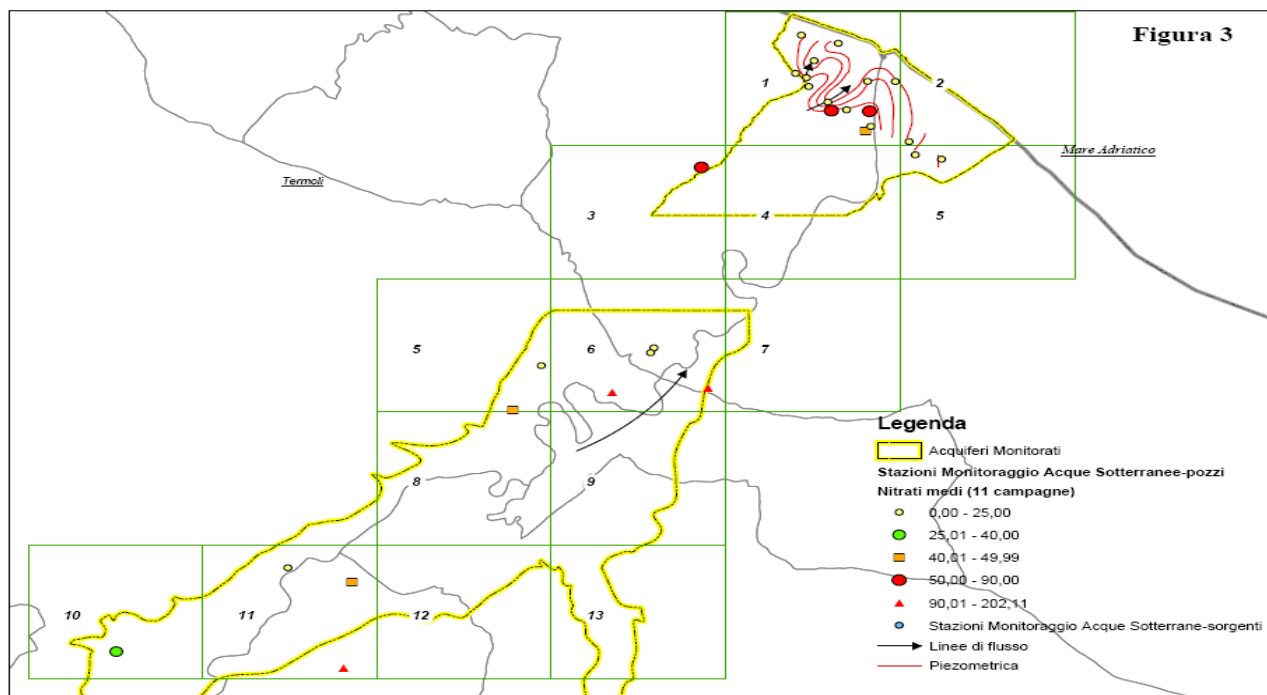 Figura 3
1
2
Mare Adriatico
Termoli
3
4
5
5
6
7
8
9
10
11
12
13
Legenda
Acquiferi Monitorati
Stazioni Monitoraggio Acque Sotterranee-pozzi
Nitrati medi (11 campagne)
0,00 - 25,00
25,01 - 40,00
40,01 - 49,99
50,00 - 90,00
90,01 - 202,11
Stazioni Monitoraggio Acque Sotterrane-sorgenti
Linee di flusso
Piezometrica